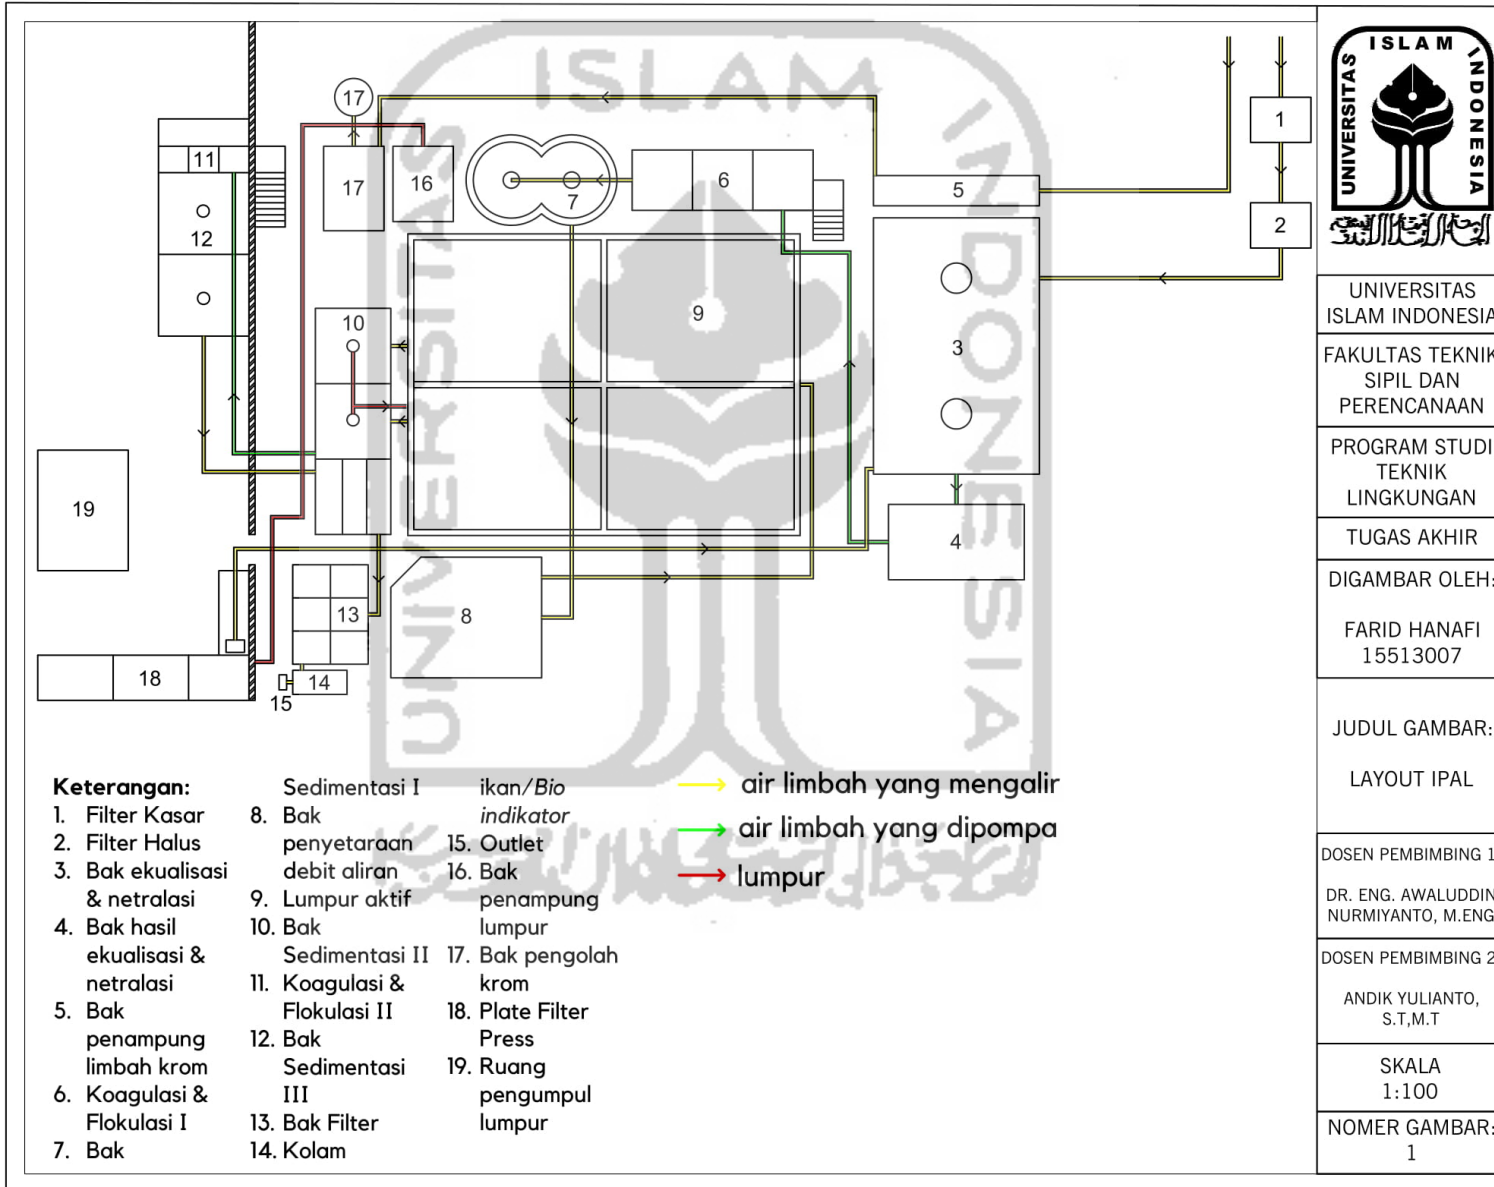 17
11
17
16
6
5
1
7
2
12
10
9
3
19
4
13
8
18
14
15
Keterangan:
1. Filter Kasar
2. Filter Halus
3. Bak ekualisasi
& netralasi
4. Bak hasil
ekualisasi &
netralasi
5. Bak
penampung
limbah krom
6. Koagulasi &
Flokulasi I
7. Bak
Sedimentasi I
8. Bak
penyetaraan
debit aliran
9. Lumpur aktif
10. Bak
Sedimentasi II
11. Koagulasi &
Flokulasi II
12. Bak
Sedimentasi
III
13. Bak Filter
14. Kolam
ikan/Bio
indikator
15. Outlet
16. Bak
penampung
lumpur
17. Bak pengolah
krom
18. Plate Filter
Press
19. Ruang
pengumpul
lumpur
air limbah yang mengalir
air limbah yang dipompa
lumpur
UNIVERSITAS ISLAM INDONESIA
UNIVERSITAS ISLAM INDONESIA
UNIVERSITAS
ISLAM INDONESIA
FAKULTAS TEKNIK
SIPIL DAN
PERENCANAAN
PROGRAM STUDI
TEKNIK
LINGKUNGAN
TUGAS AKHIR
DIGAMBAR OLEH:
FARID HANAFI
15513007
JUDUL GAMBAR:
LAYOUT IPAL
DOSEN PEMBIMBING 1
DR. ENG. AWALUDDIN
NURMIYANTO, M.ENG
DOSEN PEMBIMBING 2
ANDIK YULIANTO,
S.T,M.T
SKALA
1:100
NOMER GAMBAR:
1